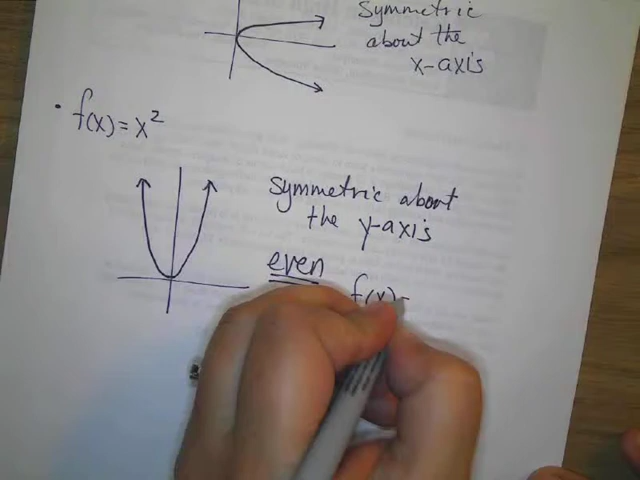 Symmetric
about the
x-axis
• f(x) = x²
symmetric about
the y-axis
even
f(x) =